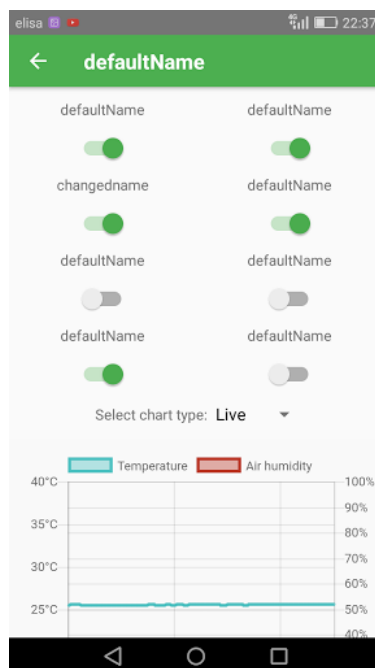 elisa 4G 22:37
defaultName
defaultName defaultName
changedname defaultName
defaultName defaultName
defaultName defaultName
Select chart type: Live
Temperature Air humidity
40°C 100%
90%
35°C 80%
70%
30°C 60%
25°C 50%
40%